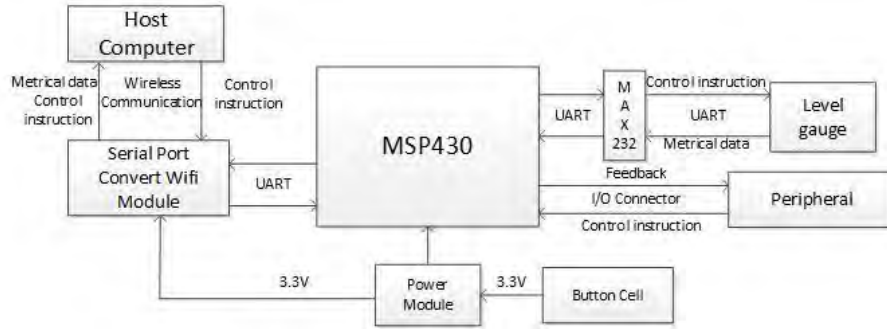 Host
Computer
Metrical data
Control
instruction
Wireless
Communication
Control
instruction
Serial Port
Convert Wifi
Module
UART
MSP430
UART
M
A
X
232
Control instruction
UART
Metrical data
Level
gauge
Feedback
I/O Connector
Control instruction
Peripheral
3.3V
Power
Module
3.3V
Button Cell